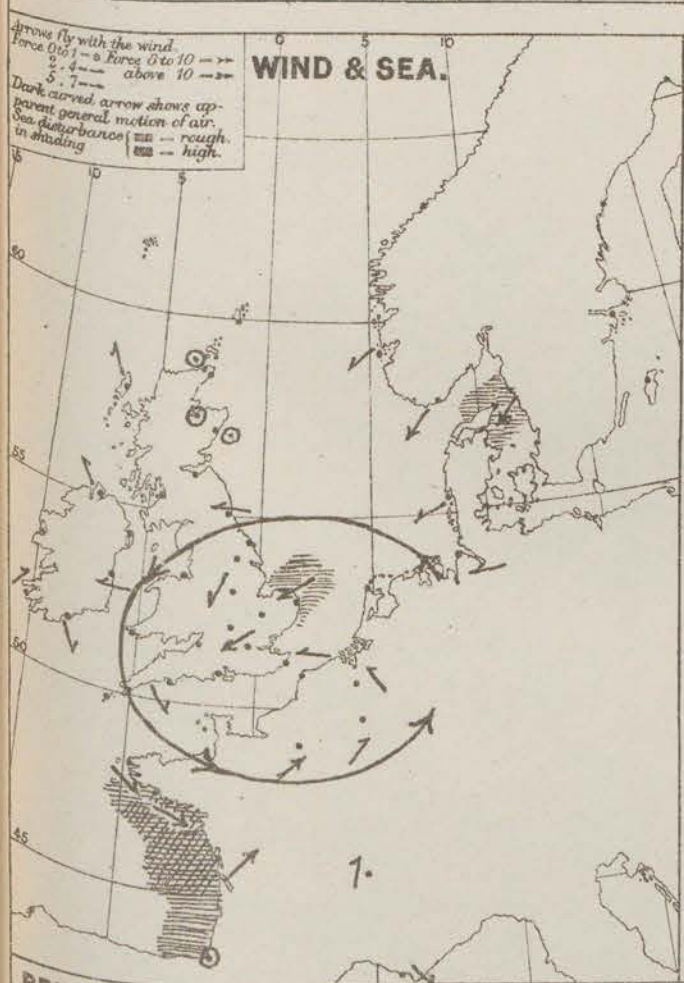 Arrows fly with the wind.
Force 0 to 1 — o Force 8 to 10 —
2 . 4 — above 10 —
5 . 7 —
Dark curved arrow shows ap-
parent general motion of air.
Sea disturbance { — rough.
in shading — high.
WIND & SEA.
0 5 10
15 10 5
60
55
50
45